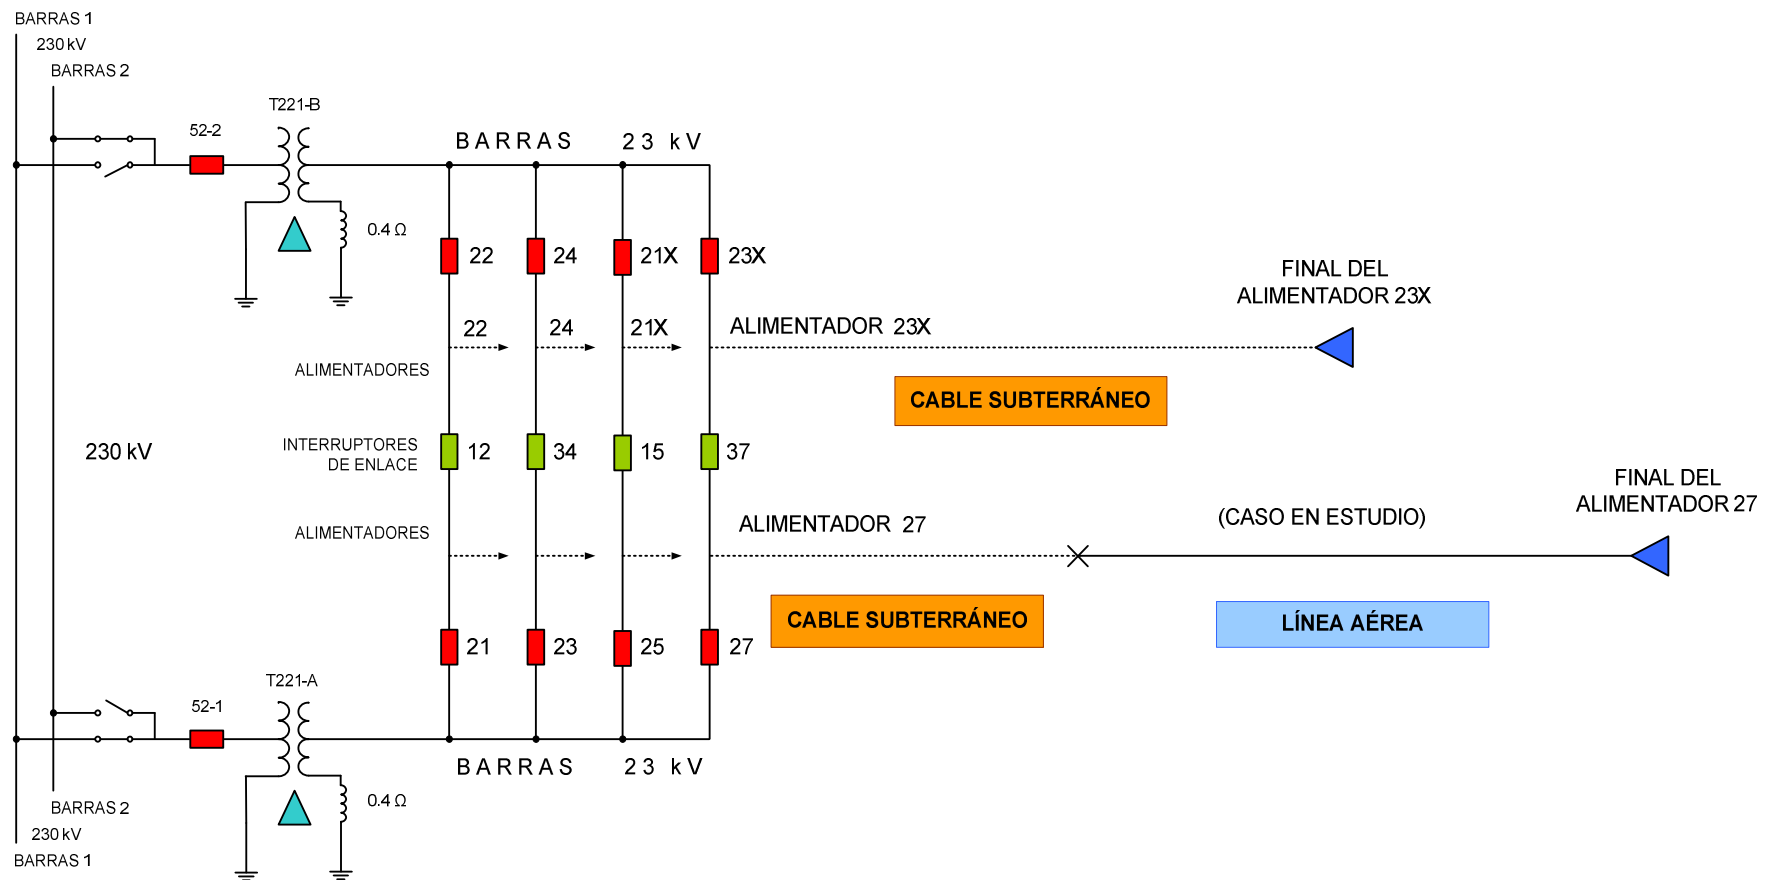 BARRAS 1
230 kV
BARRAS 2
T221-B
52-2
BARRAS 23 kV
0.4 Ω
22
24
21X
23X
FINAL DEL
ALIMENTADOR 23X
22
24
21X
ALIMENTADOR 23X
ALIMENTADORES
CABLE SUBTERRÁNEO
230 kV
INTERRUPTORES
DE ENLACE
12
34
15
37
FINAL DEL
ALIMENTADOR 27
ALIMENTADORES
ALIMENTADOR 27
(CASO EN ESTUDIO)
CABLE SUBTERRÁNEO
LÍNEA AÉREA
21
23
25
27
T221-A
52-1
BARRAS 23 kV
0.4 Ω
BARRAS 2
230 kV
BARRAS 1